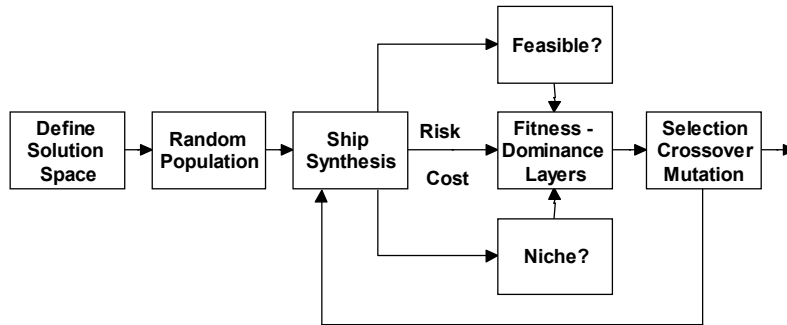 Feasible?
Define
Solution
Space
Random
Population
Ship
Synthesis
Risk
Cost
Fitness -
Dominance
Layers
Selection
Crossover
Mutation
Niche?